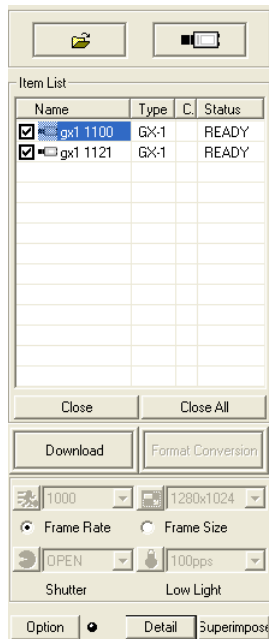 Item List
Name Type C. Status
gx1 1100 GX-1 READY
gx1 1121 GX-1 READY
Close Close All
Download Format Conversion
1000 1280x1024
Frame Rate Frame Size
OPEN 100pps
Shutter Low Light
Option Detail Superimpose